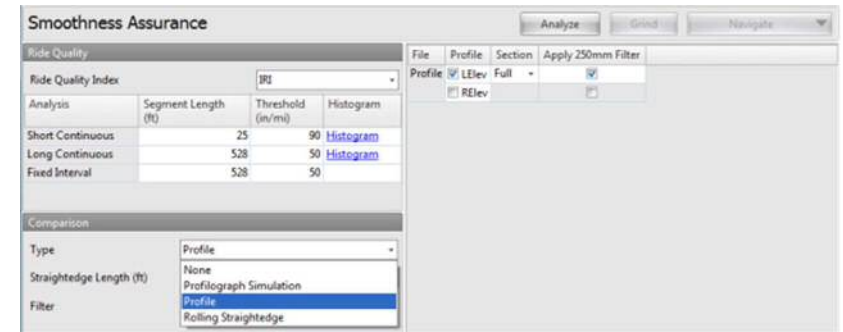 Smoothness Assurance
Analyze Grind Navigate
Ride Quality
Ride Quality Index IRI
Analysis Segment Length (ft) Threshold (in/mi) Histogram
Short Continuous 25 90 Histogram
Long Continuous 528 50 Histogram
Fixed Interval 528 50
File Profile Section Apply 250mm Filter
Profile LElev Full
RElev
Comparison
Type Profile
Straightedge Length (ft)
Filter
None
Profilograph Simulation
Profile
Rolling Straightedge